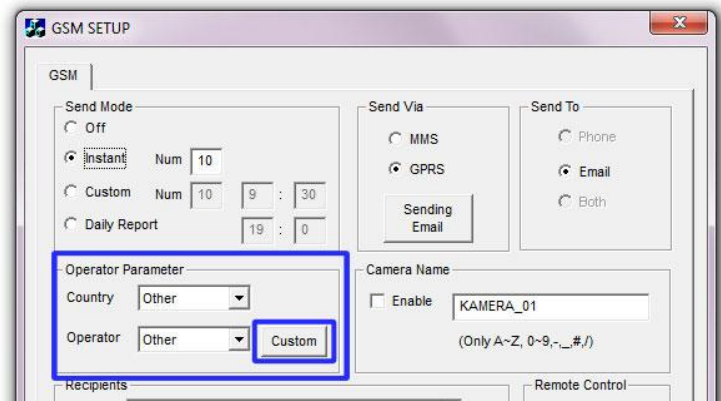 GSM SETUP
GSM
Send Mode
Off
Instant Num 10
Custom Num 10 9 : 30
Daily Report 19 : 0
Send Via
MMS
GPRS
Sending
Email
Send To
Phone
Email
Both
Operator Parameter
Country Other
Operator Other Custom
Camera Name
Enable KAMERA_01
(Only A~Z, 0~9,-,_,#,/)
Recipients
Remote Control